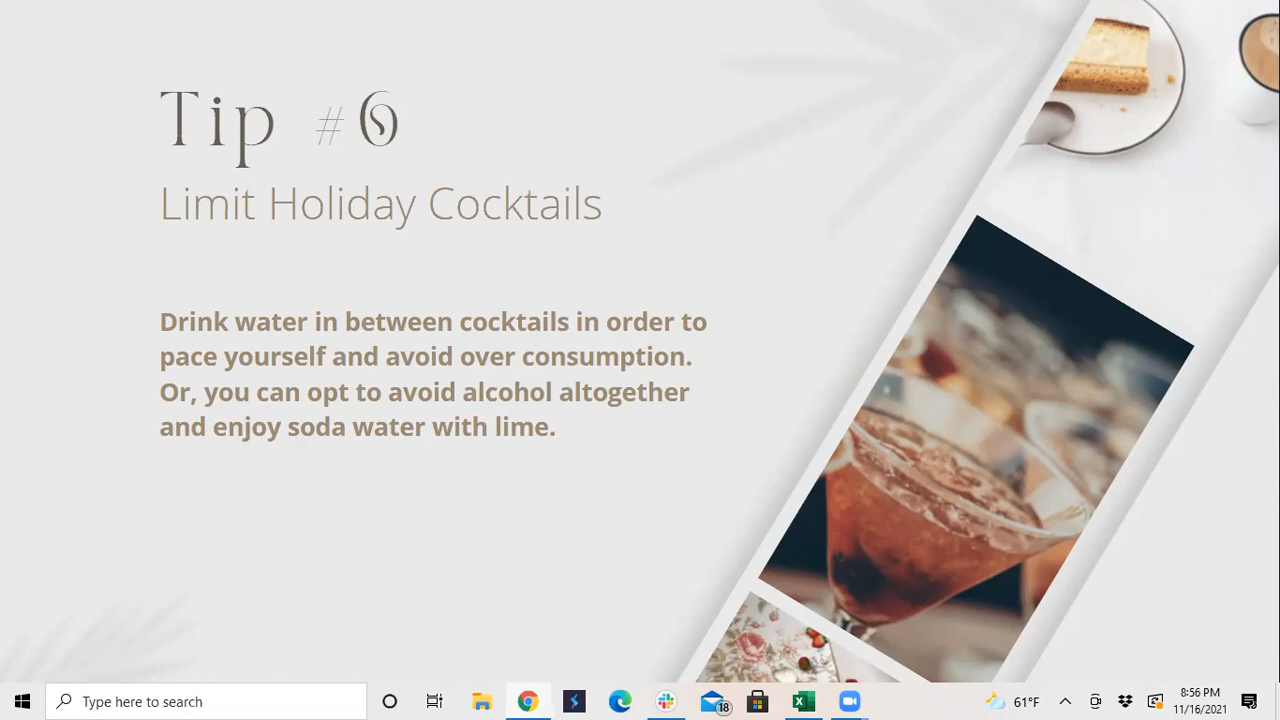 Tip #6
Limit Holiday Cocktails
Drink water in between cocktails in order to
pace yourself and avoid over consumption.
Or, you can opt to avoid alcohol altogether
and enjoy soda water with lime.
Type here to search
18
61°F
8:56 PM
11/16/2021